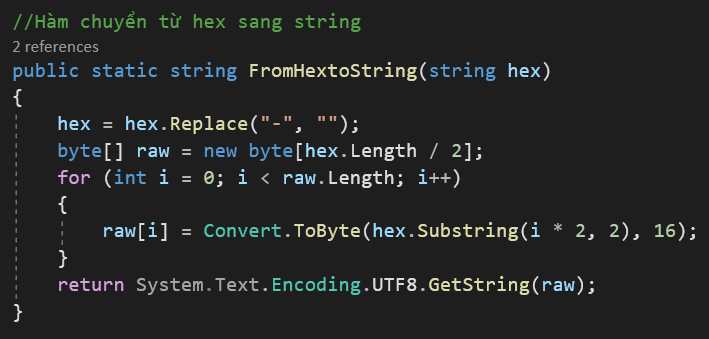 //Hàm chuyển từ hex sang string
2 references
public static string FromHextoString(string hex)
{
    hex = hex.Replace("-", "");
    byte[] raw = new byte[hex.Length / 2];
    for (int i = 0; i < raw.Length; i++)
    {
        raw[i] = Convert.ToByte(hex.Substring(i * 2, 2), 16);
    }
    return System.Text.Encoding.UTF8.GetString(raw);
}